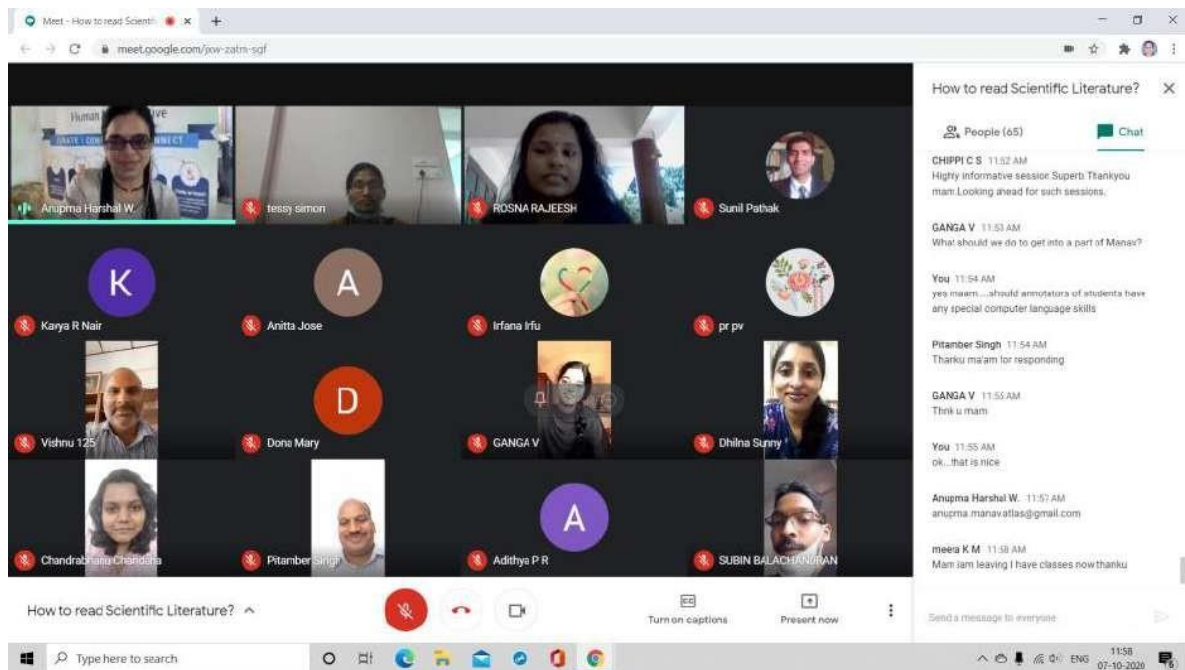 Meet - How to read Scienti
meet.google.com/jxw-zatm-sqf
Human
ive
NNECT
Anupma Harshal W.
tessy simon
ROSNA RAJEESH
Sunil Pathak
K
A
Kavya R Nair
Anitta Jose
Irfana Irfu
pr pv
D
Vishnu 125
Dona Mary
GANGA V
Dhilna Sunny
A
Chandrabhanu Chandana
Pitamber Singh
Adithya P R
SUBIN BALACHANDRAN
How to read Scientific Literature?
People (65)
Chat
CHIPPI C S 11:52 AM
Highly informative session.Superb.Thankyou
mam.Looking ahead for such sessions.
GANGA V 11:53 AM
What should we do to get into a part of Manav?
You 11:54 AM
yes maam....should annotators of students have
any special computer language skills
Pitamber Singh 11:54 AM
Thanku ma'am for responding
GANGA V 11:55 AM
Thnk u mam
You 11:55 AM
ok...that is nice
Anupma Harshal W. 11:57 AM
anupma.manavatlas@gmail.com
meera K M 11:58 AM
Mam iam leaving I have classes now thanku
Send a message to everyone
How to read Scientific Literature?
CC
Turn on captions
Present now
Type here to search
ENG
11:58
07-10-2020
6